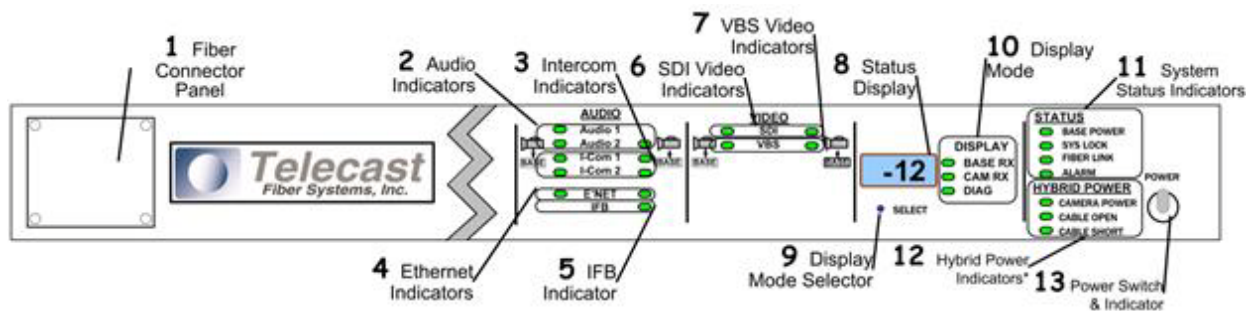 1 Fiber
Connector
Panel
2 Audio
Indicators
3 Intercom
Indicators
6 SDI Video
Indicators
7 VBS Video
Indicators
8 Status
Display
10 Display
Mode
11 System
Status Indicators
Telecast
Fiber Systems, Inc.
AUDIO
Audio 1
Audio 2
I-Com 1
I-Com 2
E'NET
IFB
BASE
BASE
VIDEO
SDI
VBS
BASE
BASE
-12
SELECT
DISPLAY
BASE RX
CAM RX
DIAG
STATUS
BASE POWER
SYS LOCK
FIBER LINK
ALARM
HYBRID POWER
CAMERA POWER
CABLE OPEN
CABLE SHORT
POWER
4 Ethernet
Indicators
5 IFB
Indicator
9 Display
Mode Selector
12 Hybrid Power
Indicators*
13 Power Switch
& Indicator